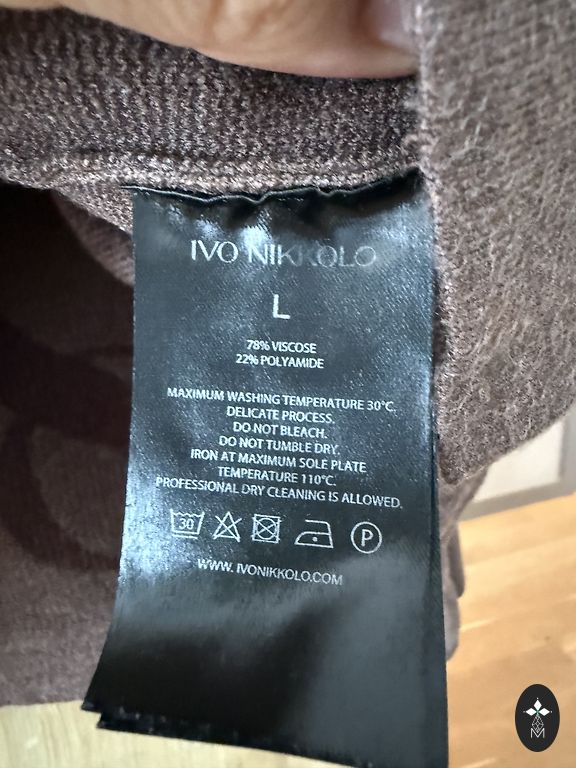 IVO NIKKOLO
L
78% VISCOSE
22% POLYAMIDE
MAXIMUM WASHING TEMPERATURE 30°C.
DELICATE PROCESS.
DO NOT BLEACH.
DO NOT TUMBLE DRY.
IRON AT MAXIMUM SOLE PLATE
TEMPERATURE 110°C.
PROFESSIONAL DRY CLEANING IS ALLOWED.
30 P
WWW.IVONIKKOLO.COM
M